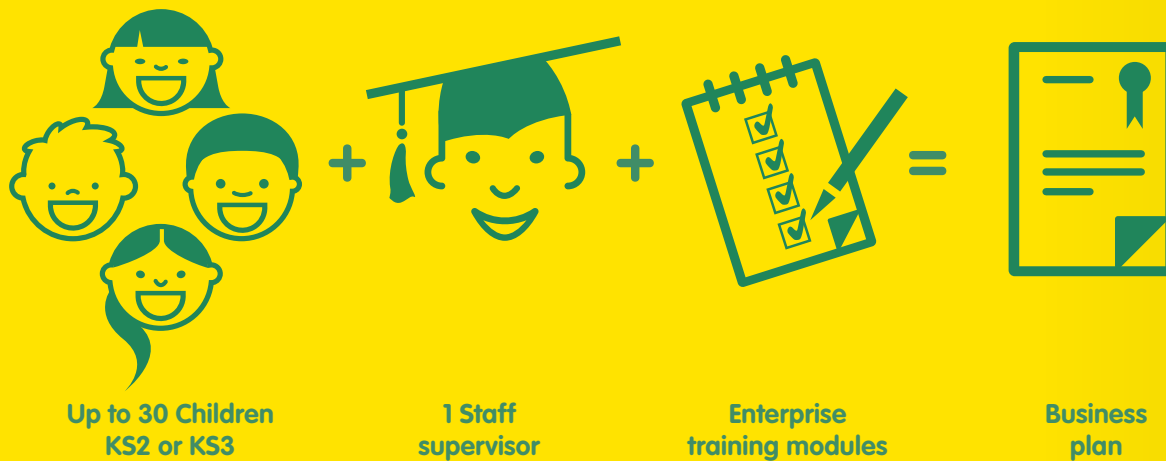 +
+
=
Up to 30 Children
KS2 or KS3
1 Staff
supervisor
Enterprise
training modules
Business
plan